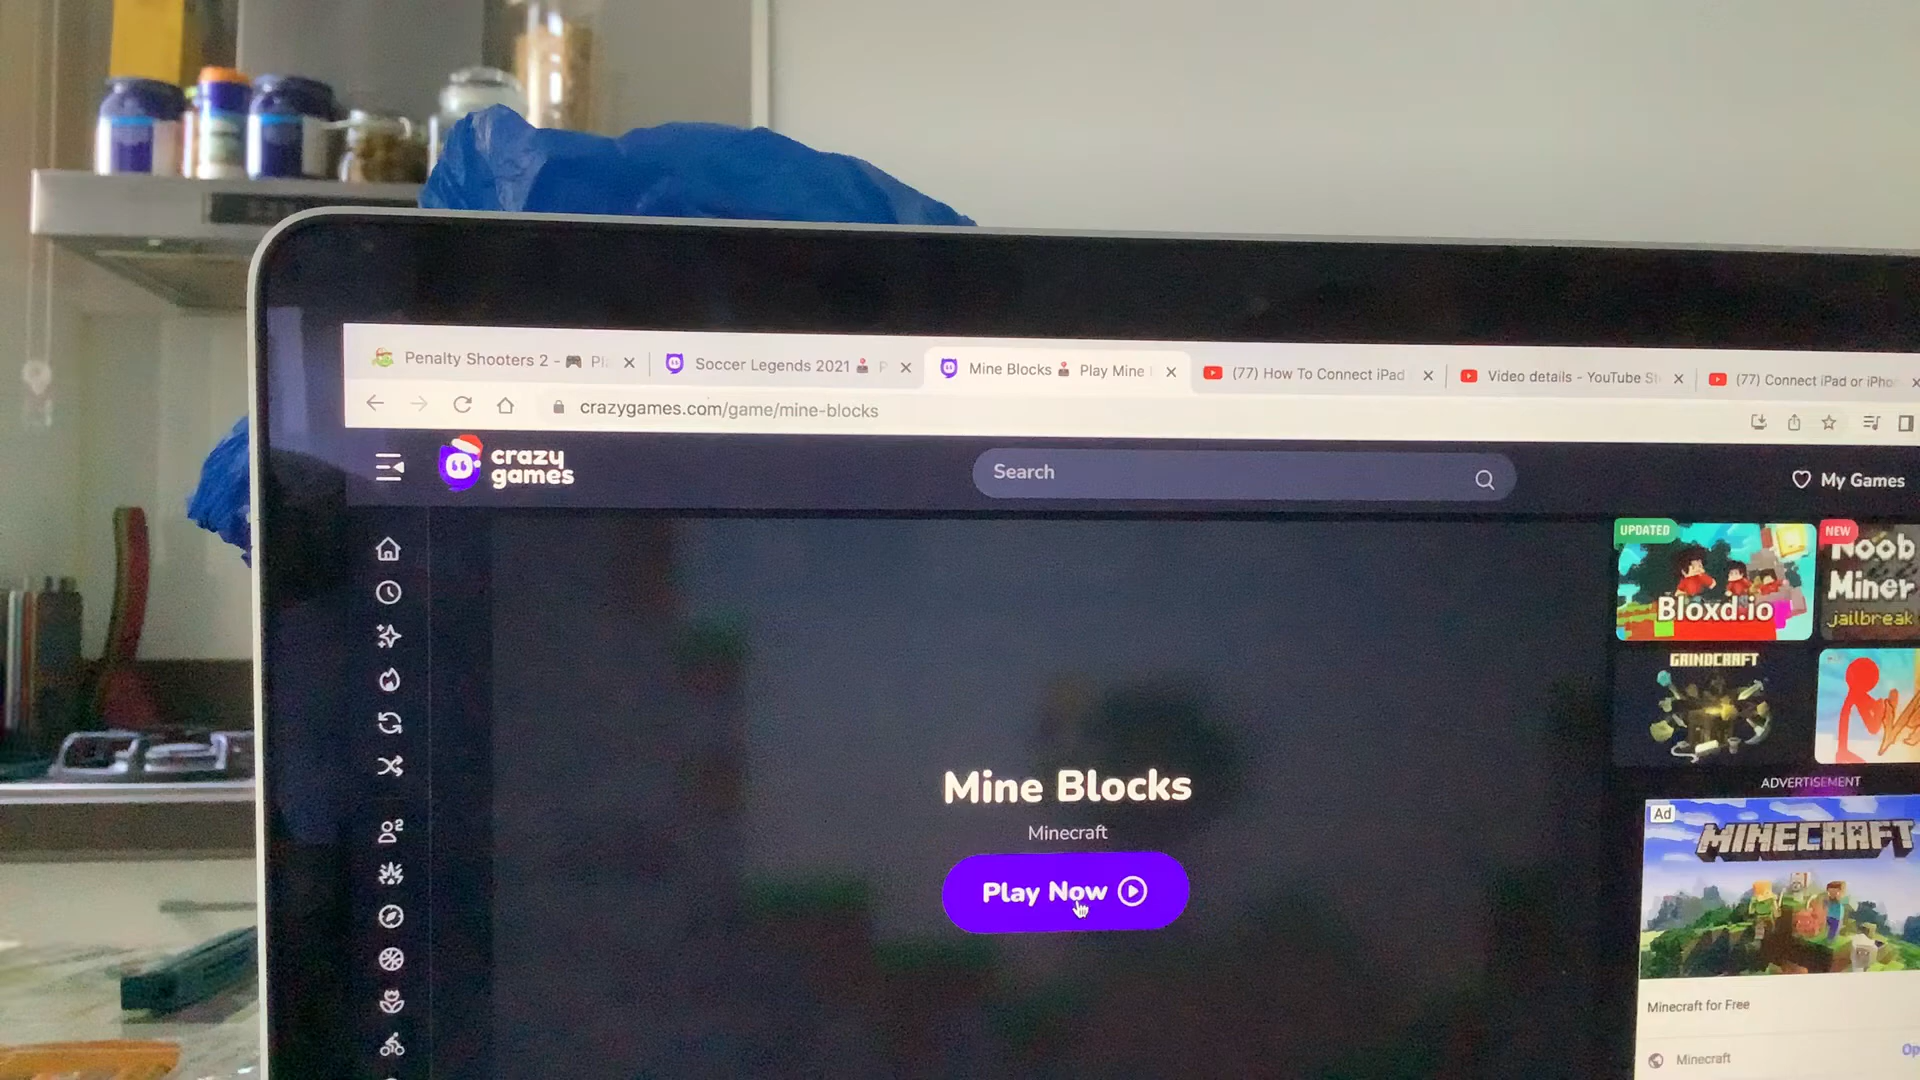 Penalty Shooters 2 - 🎮 Pl
Soccer Legends 2021 🕹 P
Mine Blocks 🕹 Play Mine
(77) How To Connect iPad
Video details - YouTube St
(77) Connect iPad or iPho
crazygames.com/game/mine-blocks
crazy
games
Search
My Games
UPDATED
Bloxd.io
NEW
Noob
Miner
jailbreak
GRINDCRAFT
ADVERTISEMENT
Ad
MINECRAFT
Mine Blocks
Minecraft
Play Now
Minecraft for Free
Minecraft
Op